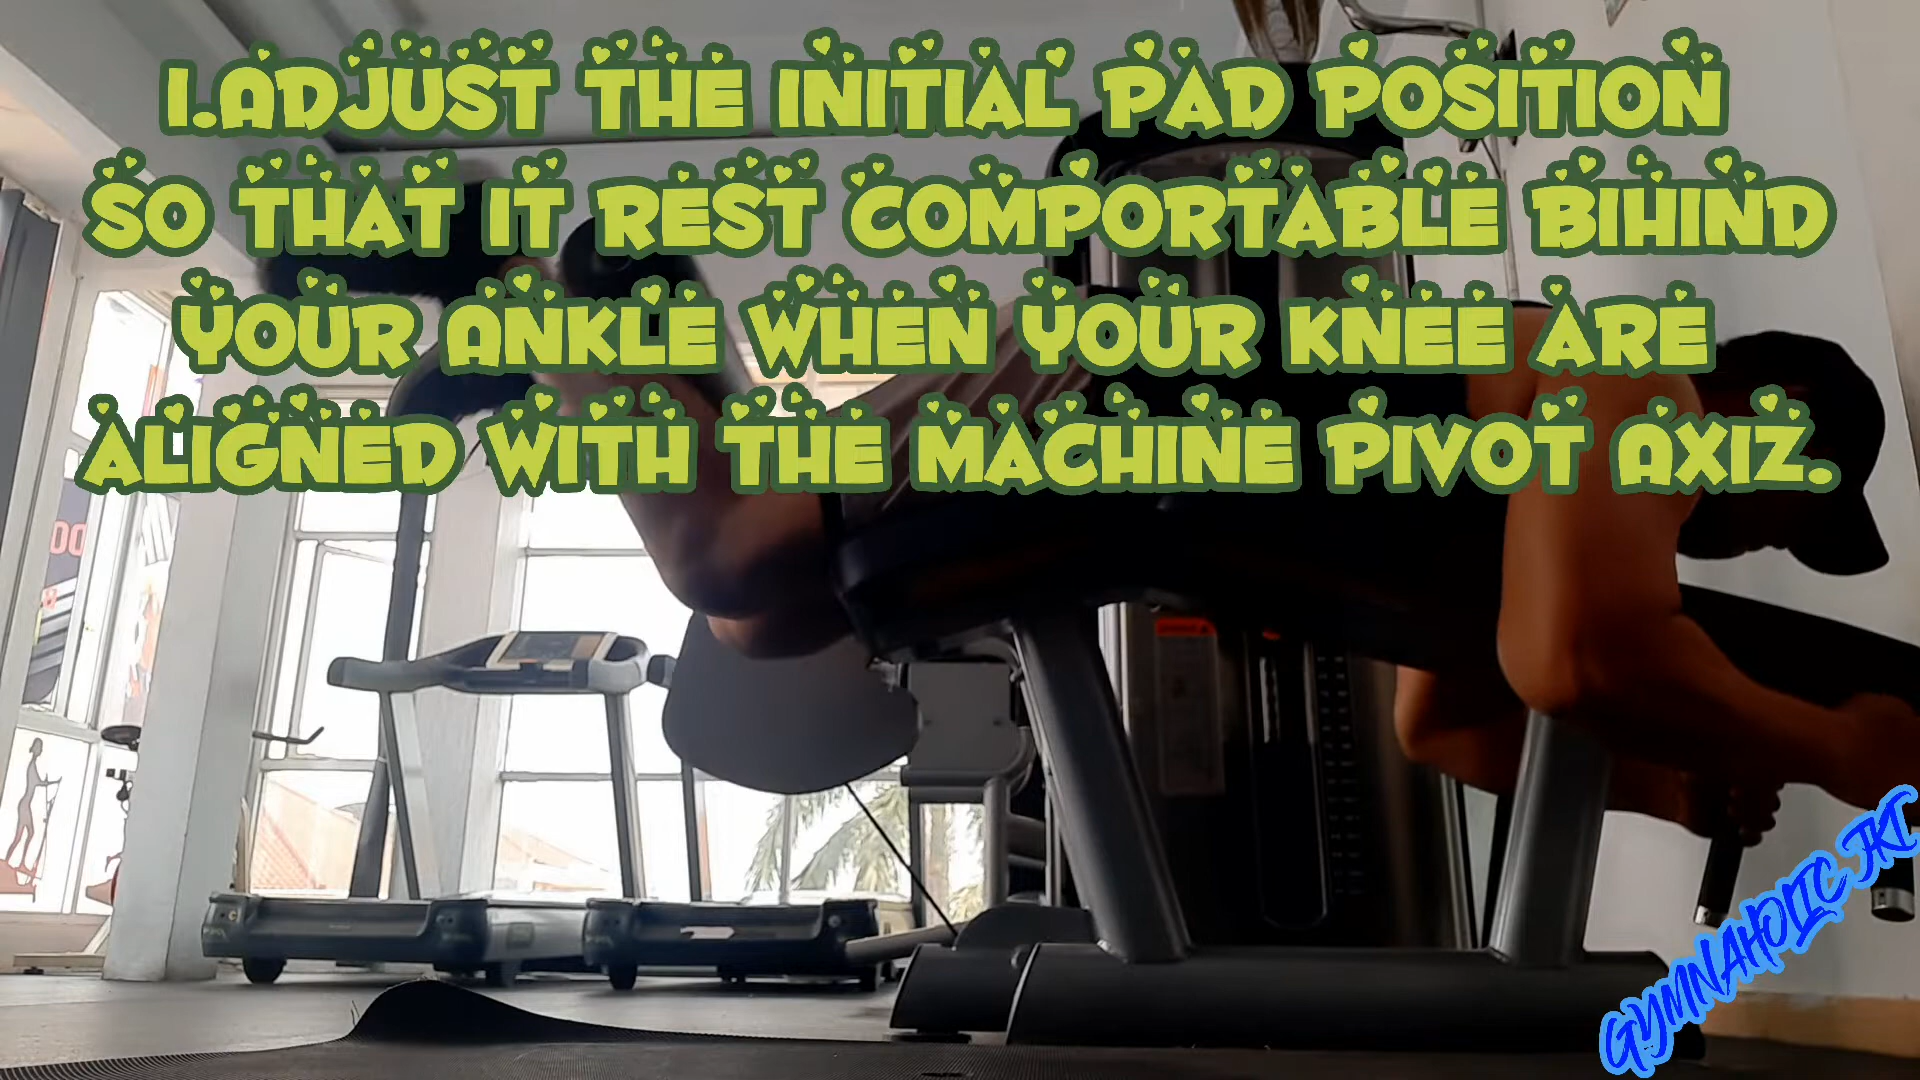 1.ADJUST THE INITIAL PAD POSITION
SO THAT IT REST COMPORTABLE BIHIND
YOUR ANKLE WHEN YOUR KNEE ARE
ALIGNED WITH THE MACHINE PIVOT AXIZ.
GYMNAHOLIC JKT